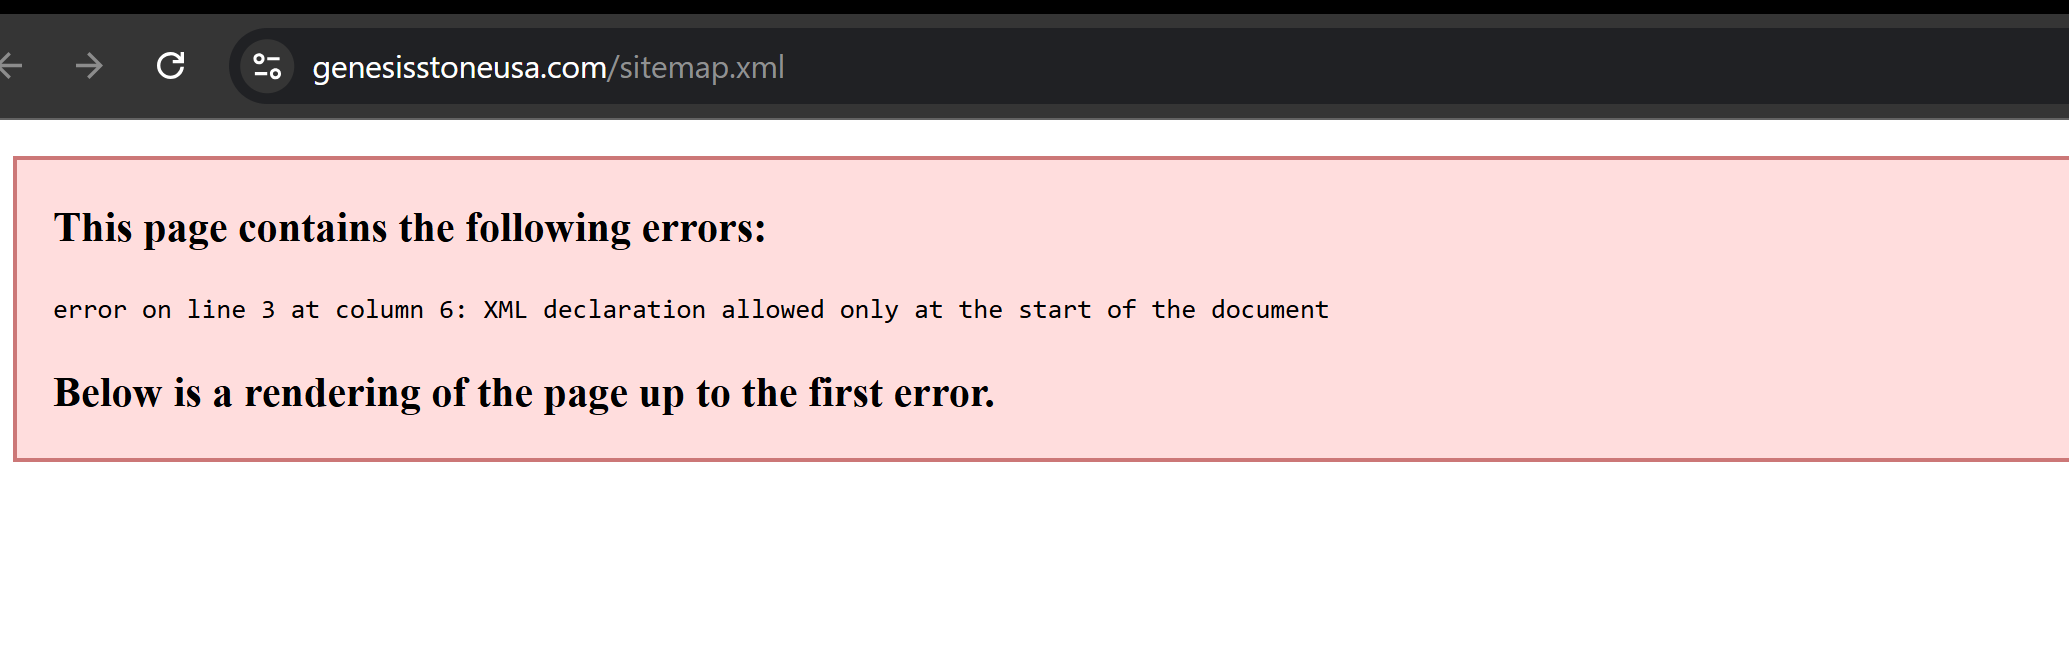 genesisstoneusa.com/sitemap.xml
This page contains the following errors:
error on line 3 at column 6: XML declaration allowed only at the start of the document
Below is a rendering of the page up to the first error.